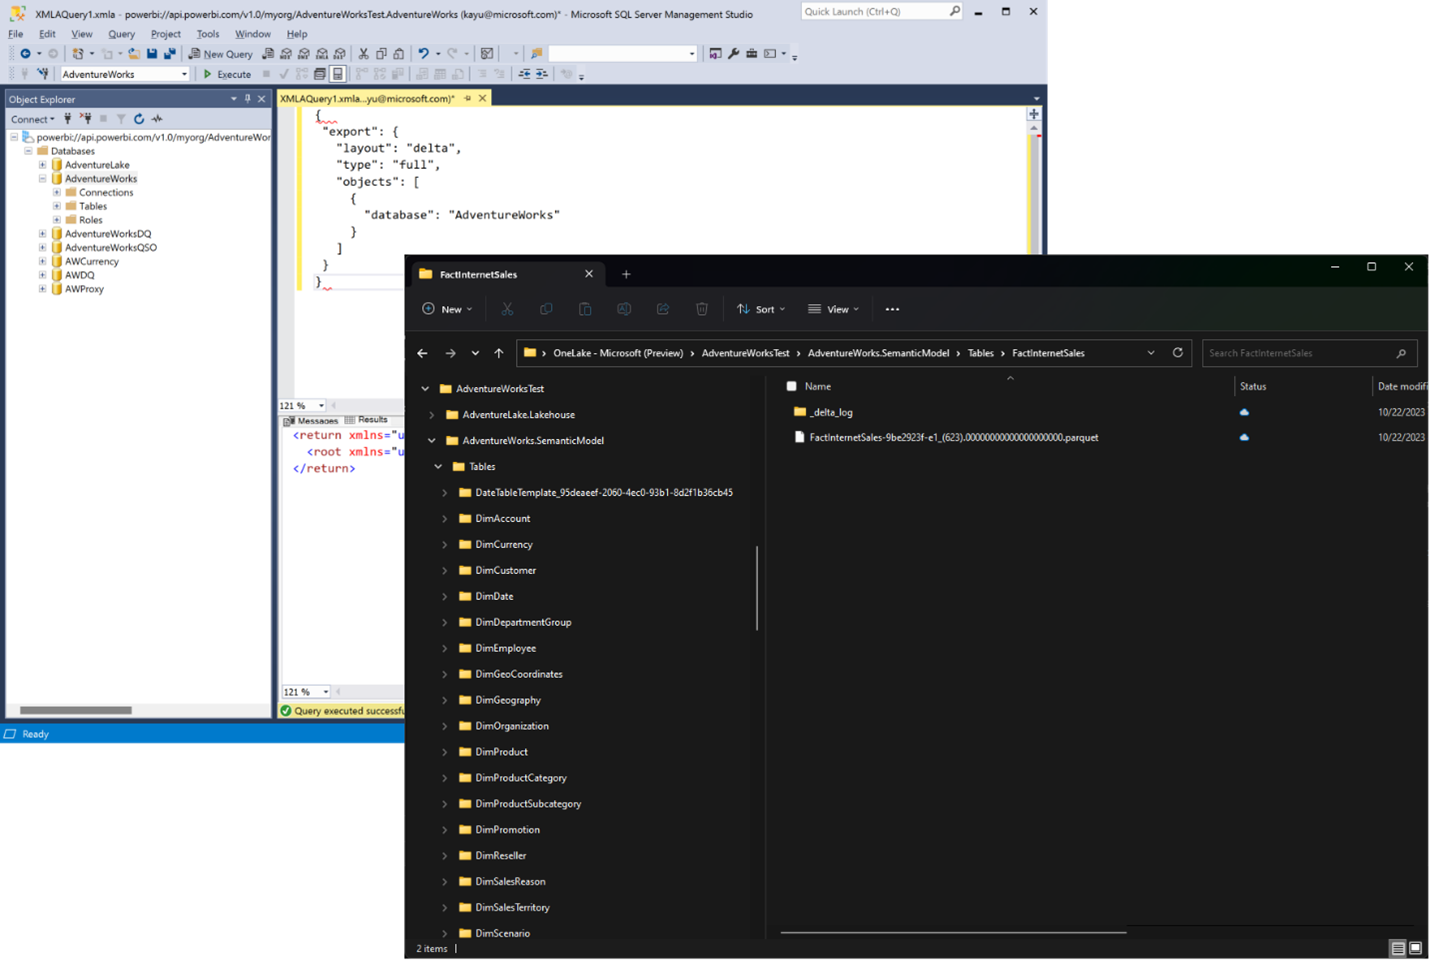 XMLAQuery1.xmla - powerbi://api.powerbi.com/v1.0/myorg/AdventureWorksTest.AdventureWorks (kayu@microsoft.com)* - Microsoft SQL Server Management Studio
Quick Launch (Ctrl+Q)
File Edit View Query Project Tools Window Help
New Query
AdventureWorks
Execute
Object Explorer
Connect
powerbi://api.powerbi.com/v1.0/myorg/AdventureWor
Databases
AdventureLake
AdventureWorks
Connections
Tables
Roles
AdventureWorksDQ
AdventureWorksQSO
AWCurrency
AWDQ
AWProxy
XMLAQuery1.xmla...yu@microsoft.com)*
{
"export": {
"layout": "delta",
"type": "full",
"objects": [
{
"database": "AdventureWorks"
}
]
}
}
121 %
Messages Results
<return xmlns="u
<root xmlns="u
</return>
121 %
Query executed successfu
Ready
FactInternetSales
New
Sort
View
OneLake - Microsoft (Preview) › AdventureWorksTest › AdventureWorks.SemanticModel › Tables › FactInternetSales
Search FactInternetSales
AdventureWorksTest
AdventureLake.Lakehouse
AdventureWorks.SemanticModel
Tables
DateTableTemplate_95deaeef-2060-4ec0-93b1-8d2f1b36cb45
DimAccount
DimCurrency
DimCustomer
DimDate
DimDepartmentGroup
DimEmployee
DimGeoCoordinates
DimGeography
DimOrganization
DimProduct
DimProductCategory
DimProductSubcategory
DimPromotion
DimReseller
DimSalesReason
DimSalesTerritory
DimScenario
Name Status Date modifi
_delta_log 10/22/2023
FactInternetSales-9be2923f-e1_(623).00000000000000000000.parquet 10/22/2023
2 items